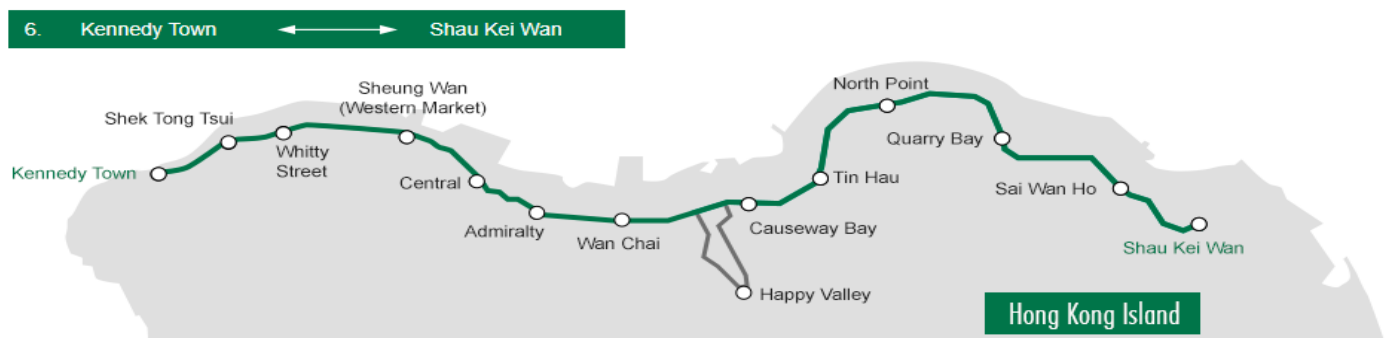 6. Kennedy Town Shau Kei Wan
Sheung Wan
(Western Market)
Shek Tong Tsui
Whitty
Street
Kennedy Town
Central
Admiralty
Wan Chai
Causeway Bay
Happy Valley
Tin Hau
North Point
Quarry Bay
Sai Wan Ho
Shau Kei Wan
Hong Kong Island